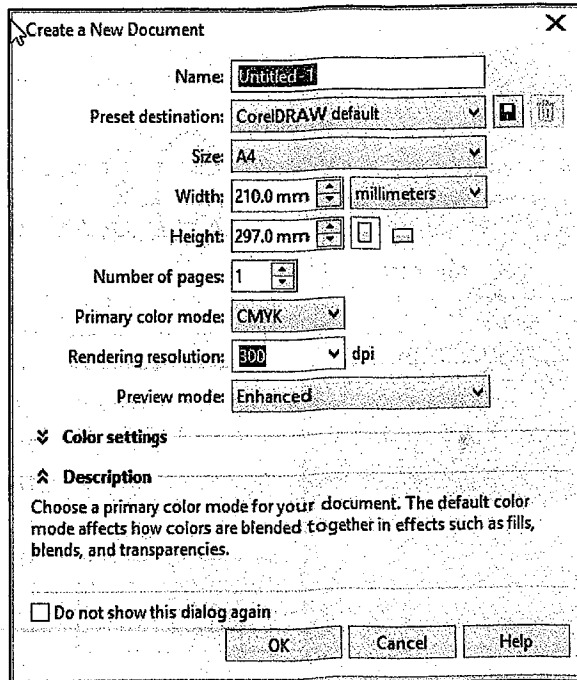 Create a New Document
Name: Untitled -1
Preset destination: CorelDRAW default
Size: A4
Width: 210.0 mm millimeters
Height: 297.0 mm
Number of pages: 1
Primary color mode: CMYK
Rendering resolution: 300 dpi
Preview mode: Enhanced
Color settings
Description
Choose a primary color mode for your document. The default color
mode affects how colors are blended together in effects such as fills,
blends, and transparencies.
Do not show this dialog again
OK Cancel Help